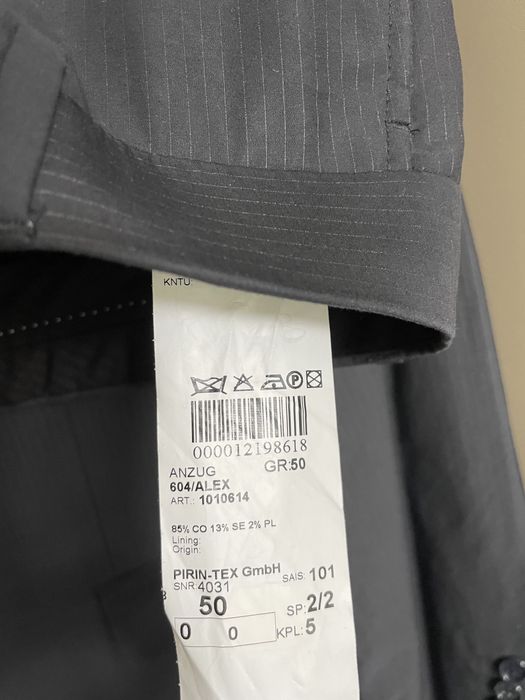 KNTU:
000012198618
ANZUG GR:50
604/ALEX
ART.: 1010614
85% CO 13% SE 2% PL
Lining:
Origin:
PIRIN-TEX GmbH SAIS: 101
SNR:4031
50 SP: 2/2
0 0 KPL: 5